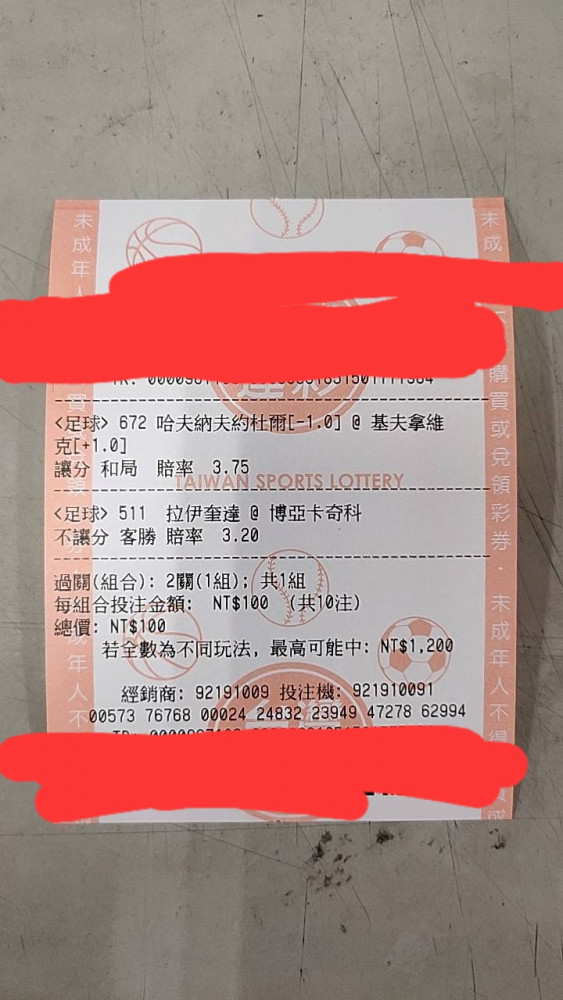 <足球> 672 哈夫納夫約杜爾[-1.0] @ 基夫拿維
克[+1.0]
讓分 和局 賠率 3.75
TAIWAN SPORTS LOTTERY
<足球> 511 拉伊奎達 @ 博亞卡奇科
不讓分 客勝 賠率 3.20
過關(組合): 2關(1組); 共1組
每組合投注金額: NT$100 (共10注)
總價: NT$100
若全數為不同玩法, 最高可能中: NT$1,200
經銷商: 92191009 投注機: 921910091
00573 76768 00024 24832 23949 47278 62994
未成年人
未成
購買或兌領彩券．未成年人不得